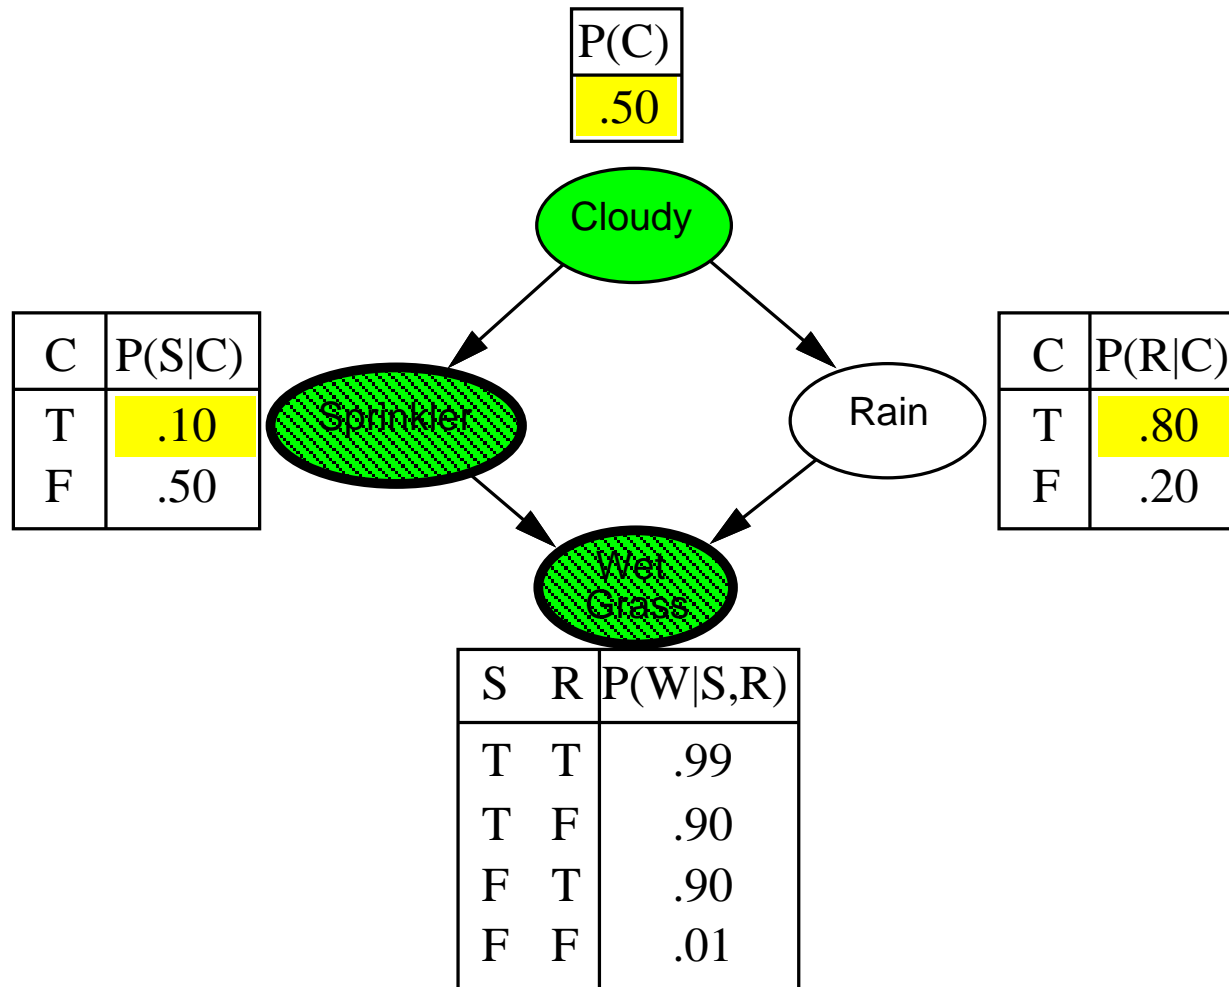 P(C)
.50
Cloudy
C P(S|C)
T .10
F .50
Sprinkler
Rain
C P(R|C)
T .80
F .20
Wet
Grass
S R P(W|S,R)
T T .99
T F .90
F T .90
F F .01